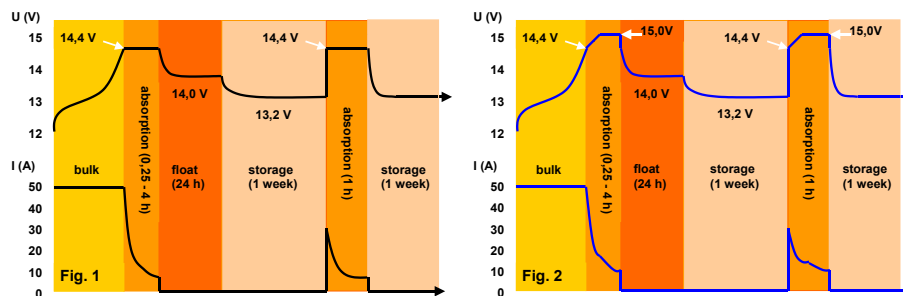 U (V)
15
14
13
12
I (A)
50
40
30
20
10
0
14,4 V
14,0 V
13,2 V
14,4 V
bulk
absorption (0,25 - 4 h)
float
(24 h)
storage
(1 week)
absorption (1 h)
storage
(1 week)
Fig. 1
U (V)
15
14
13
12
I (A)
50
40
30
20
10
0
14,4 V
15,0V
14,0 V
13,2 V
14,4 V
15,0V
bulk
absorption (0,25 - 4 h)
float
(24 h)
storage
(1 week)
absorption (1 h)
storage
(1 week)
Fig. 2